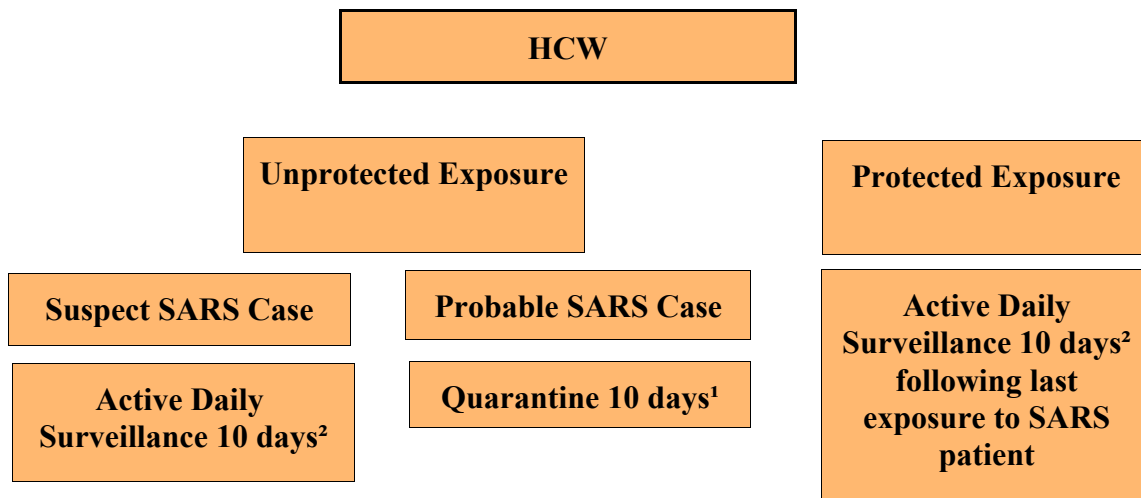 HCW
Unprotected Exposure
Protected Exposure
Suspect SARS Case
Probable SARS Case
Active Daily
Surveillance 10 days²
Quarantine 10 days¹
Active Daily
Surveillance 10 days²
following last
exposure to SARS
patient